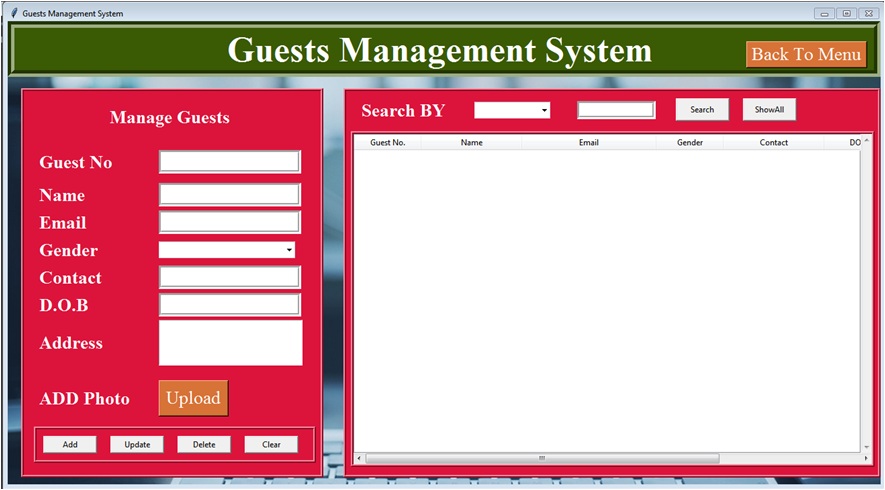 Guests Management System
Guests Management System
Back To Menu
Manage Guests
Guest No
Name
Email
Gender
Contact
D.O.B
Address
ADD Photo
Upload
Add Update Delete Clear
Search BY Search ShowAll
Guest No. Name Email Gender Contact DO